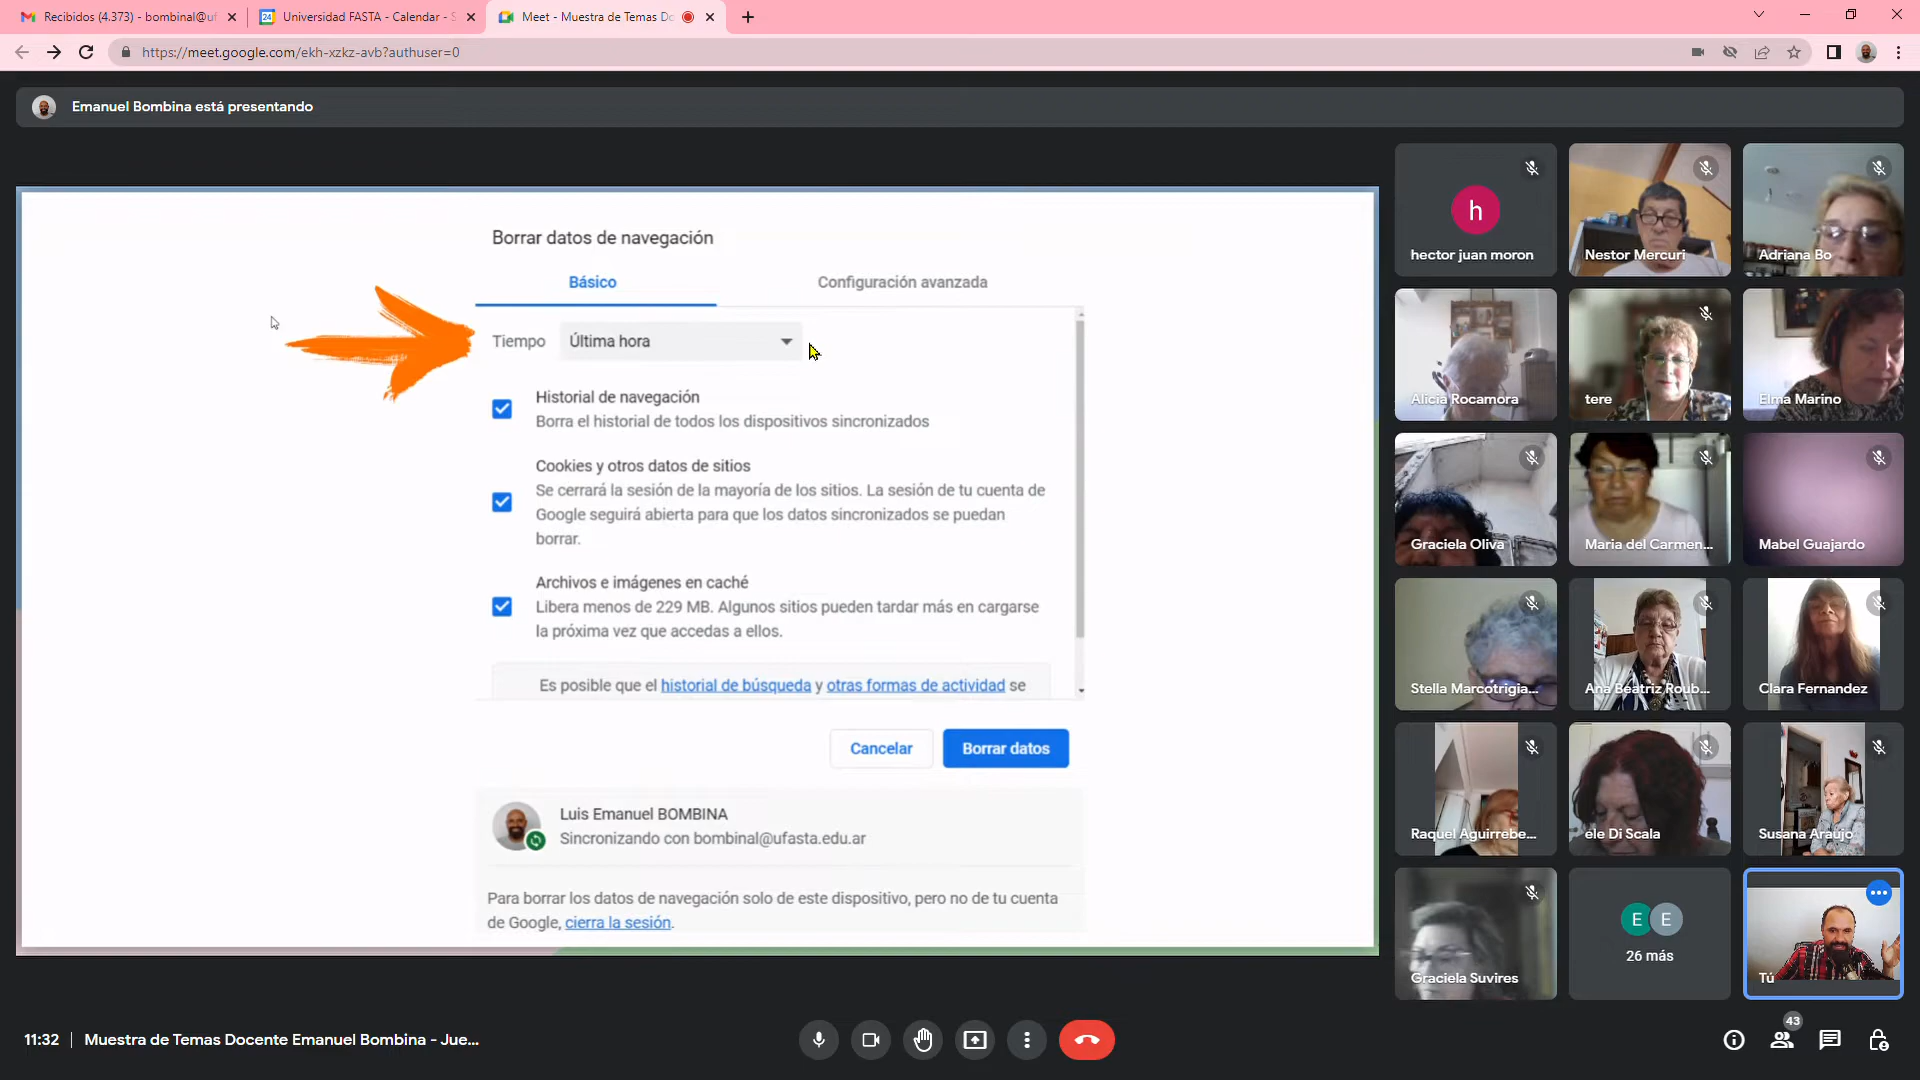 Recibidos (4.373) - bombinal@uf
Universidad FASTA - Calendar - S
Meet - Muestra de Temas Do
https://meet.google.com/ekh-xzkz-avb?authuser=0
Emanuel Bombina está presentando
Borrar datos de navegación
Básico
Configuración avanzada
Tiempo
Última hora
Historial de navegación
Borra el historial de todos los dispositivos sincronizados
Cookies y otros datos de sitios
Se cerrará la sesión de la mayoría de los sitios. La sesión de tu cuenta de
Google seguirá abierta para que los datos sincronizados se puedan
borrar.
Archivos e imágenes en caché
Libera menos de 229 MB. Algunos sitios pueden tardar más en cargarse
la próxima vez que accedas a ellos.
Es posible que el historial de búsqueda y otras formas de actividad se
Cancelar
Borrar datos
Luis Emanuel BOMBINA
Sincronizando con bombinal@ufasta.edu.ar
Para borrar los datos de navegación solo de este dispositivo, pero no de tu cuenta
de Google, cierra la sesión.
h
hector juan moron
Nestor Mercuri
Adriana Bo
Alicia Rocamora
tere
Elma Marino
Graciela Oliva
Maria del Carmen...
Mabel Guajardo
Stella Marcotrigia...
Ana Beatriz Roub...
Clara Fernandez
Raquel Aguirrebe...
ele Di Scala
Susana Araujo
Graciela Suvires
E E
26 más
Tú
11:32
Muestra de Temas Docente Emanuel Bombina - Jue...
43